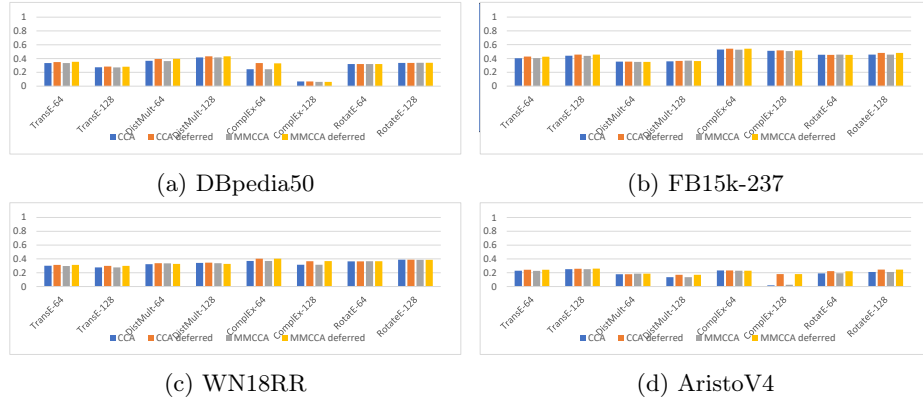 1
0.8
0.6
0.4
0.2
0
TransE-64
TransE-128
DistMult-64
DistMult-128
ComplEx-64
ComplEx-128
RotatE-64
RotateE-128
CCA CCA deferred MMCCA MMCCA deferred
(a) DBpedia50
1
0.8
0.6
0.4
0.2
0
TransE-64
TransE-128
DistMult-64
DistMult-128
ComplEx-64
ComplEx-128
RotatE-64
RotateE-128
CCA CCA deferred MMCCA MMCCA deferred
(b) FB15k-237
1
0.8
0.6
0.4
0.2
0
TransE-64
TransE-128
DistMult-64
DistMult-128
ComplEx-64
ComplEx-128
RotatE-64
RotateE-128
CCA CCA deferred MMCCA MMCCA deferred
(c) WN18RR
1
0.8
0.6
0.4
0.2
0
TransE-64
TransE-128
DistMult-64
DistMult-128
ComplEx-64
ComplEx-128
RotatE-64
RotateE-128
CCA CCA deferred MMCCA MMCCA deferred
(d) AristoV4